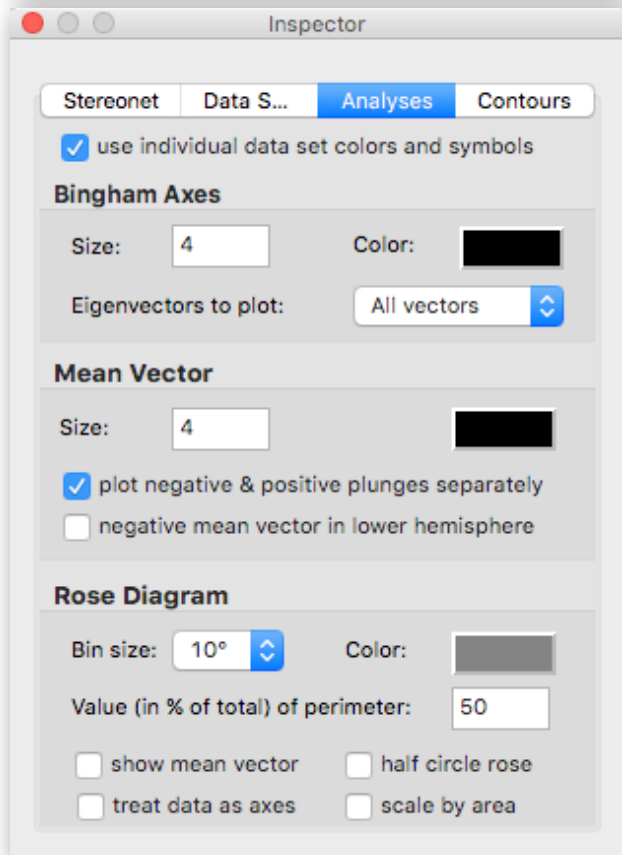 Inspector
Stereonet Data S... Analyses Contours
use individual data set colors and symbols
Bingham Axes
Size: 4 Color:
Eigenvectors to plot: All vectors
Mean Vector
Size: 4
plot negative & positive plunges separately
negative mean vector in lower hemisphere
Rose Diagram
Bin size: 10° Color:
Value (in % of total) of perimeter: 50
show mean vector half circle rose
treat data as axes scale by area